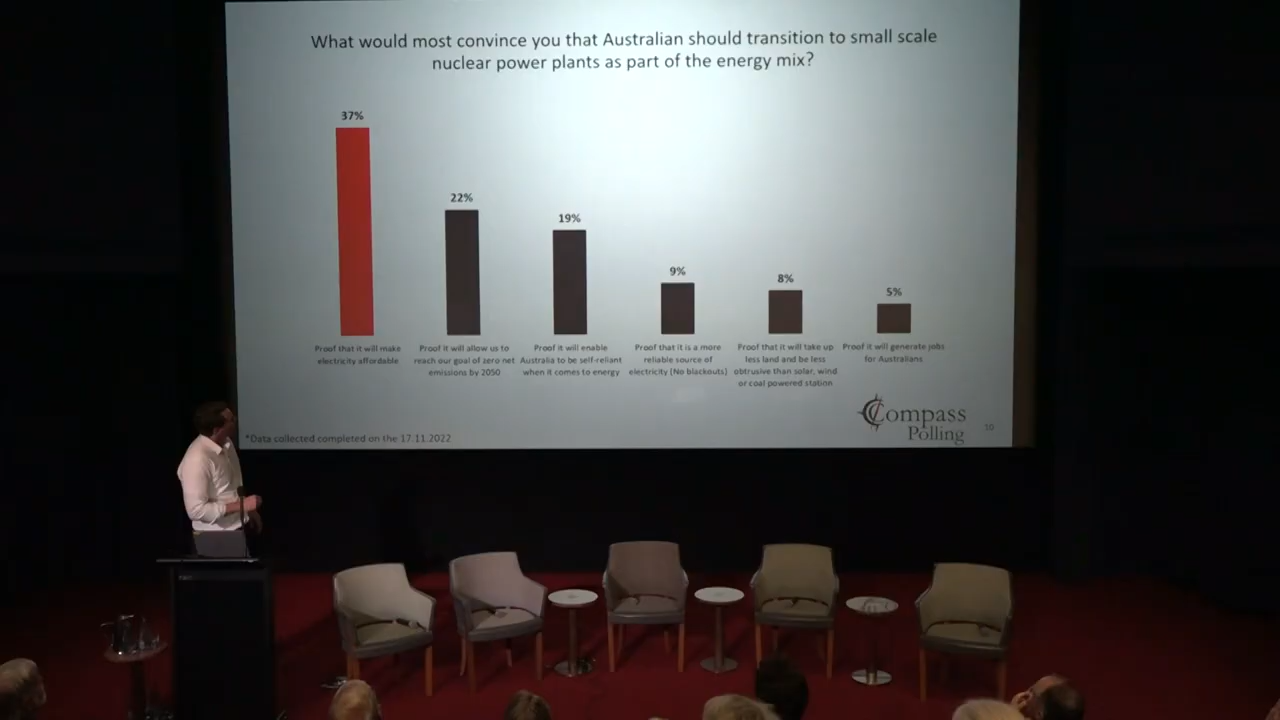 What would most convince you that Australian should transition to small scale
nuclear power plants as part of the energy mix?
37%
22%
19%
9%
8%
5%
Proof that it will make
electricity affordable
Proof it will allow us to
reach our goal of zero net
emissions by 2050
Proof it will enable
Australia to be self-reliant
when it comes to energy
Proof that it is a more
reliable source of
electricity (No blackouts)
Proof that it will take up
less land and be less
obtrusive than solar, wind
or coal powered station
Proof it will generate jobs
for Australians
*Data collected completed on the 17.11.2022
Compass
Polling
10